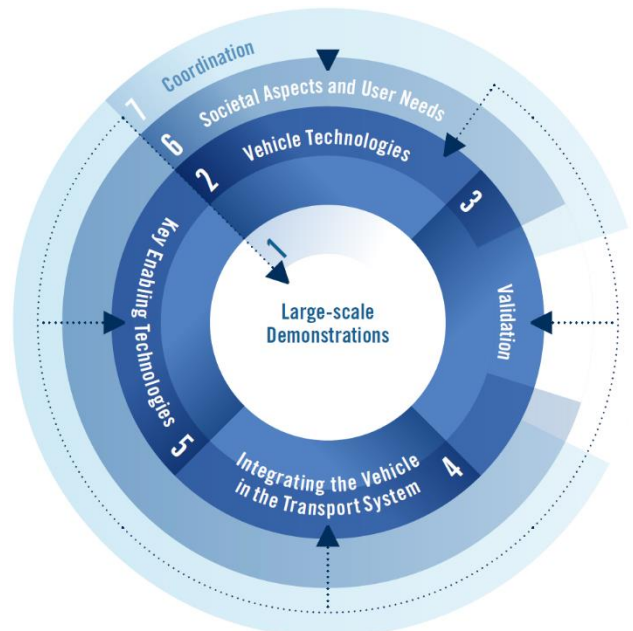 7 Coordination
6 Societal Aspects and User Needs
2 Vehicle Technologies
3 Validation
1
Large-scale
Demonstrations
5 Key Enabling Technologies
4 Integrating the Vehicle
in the Transport System